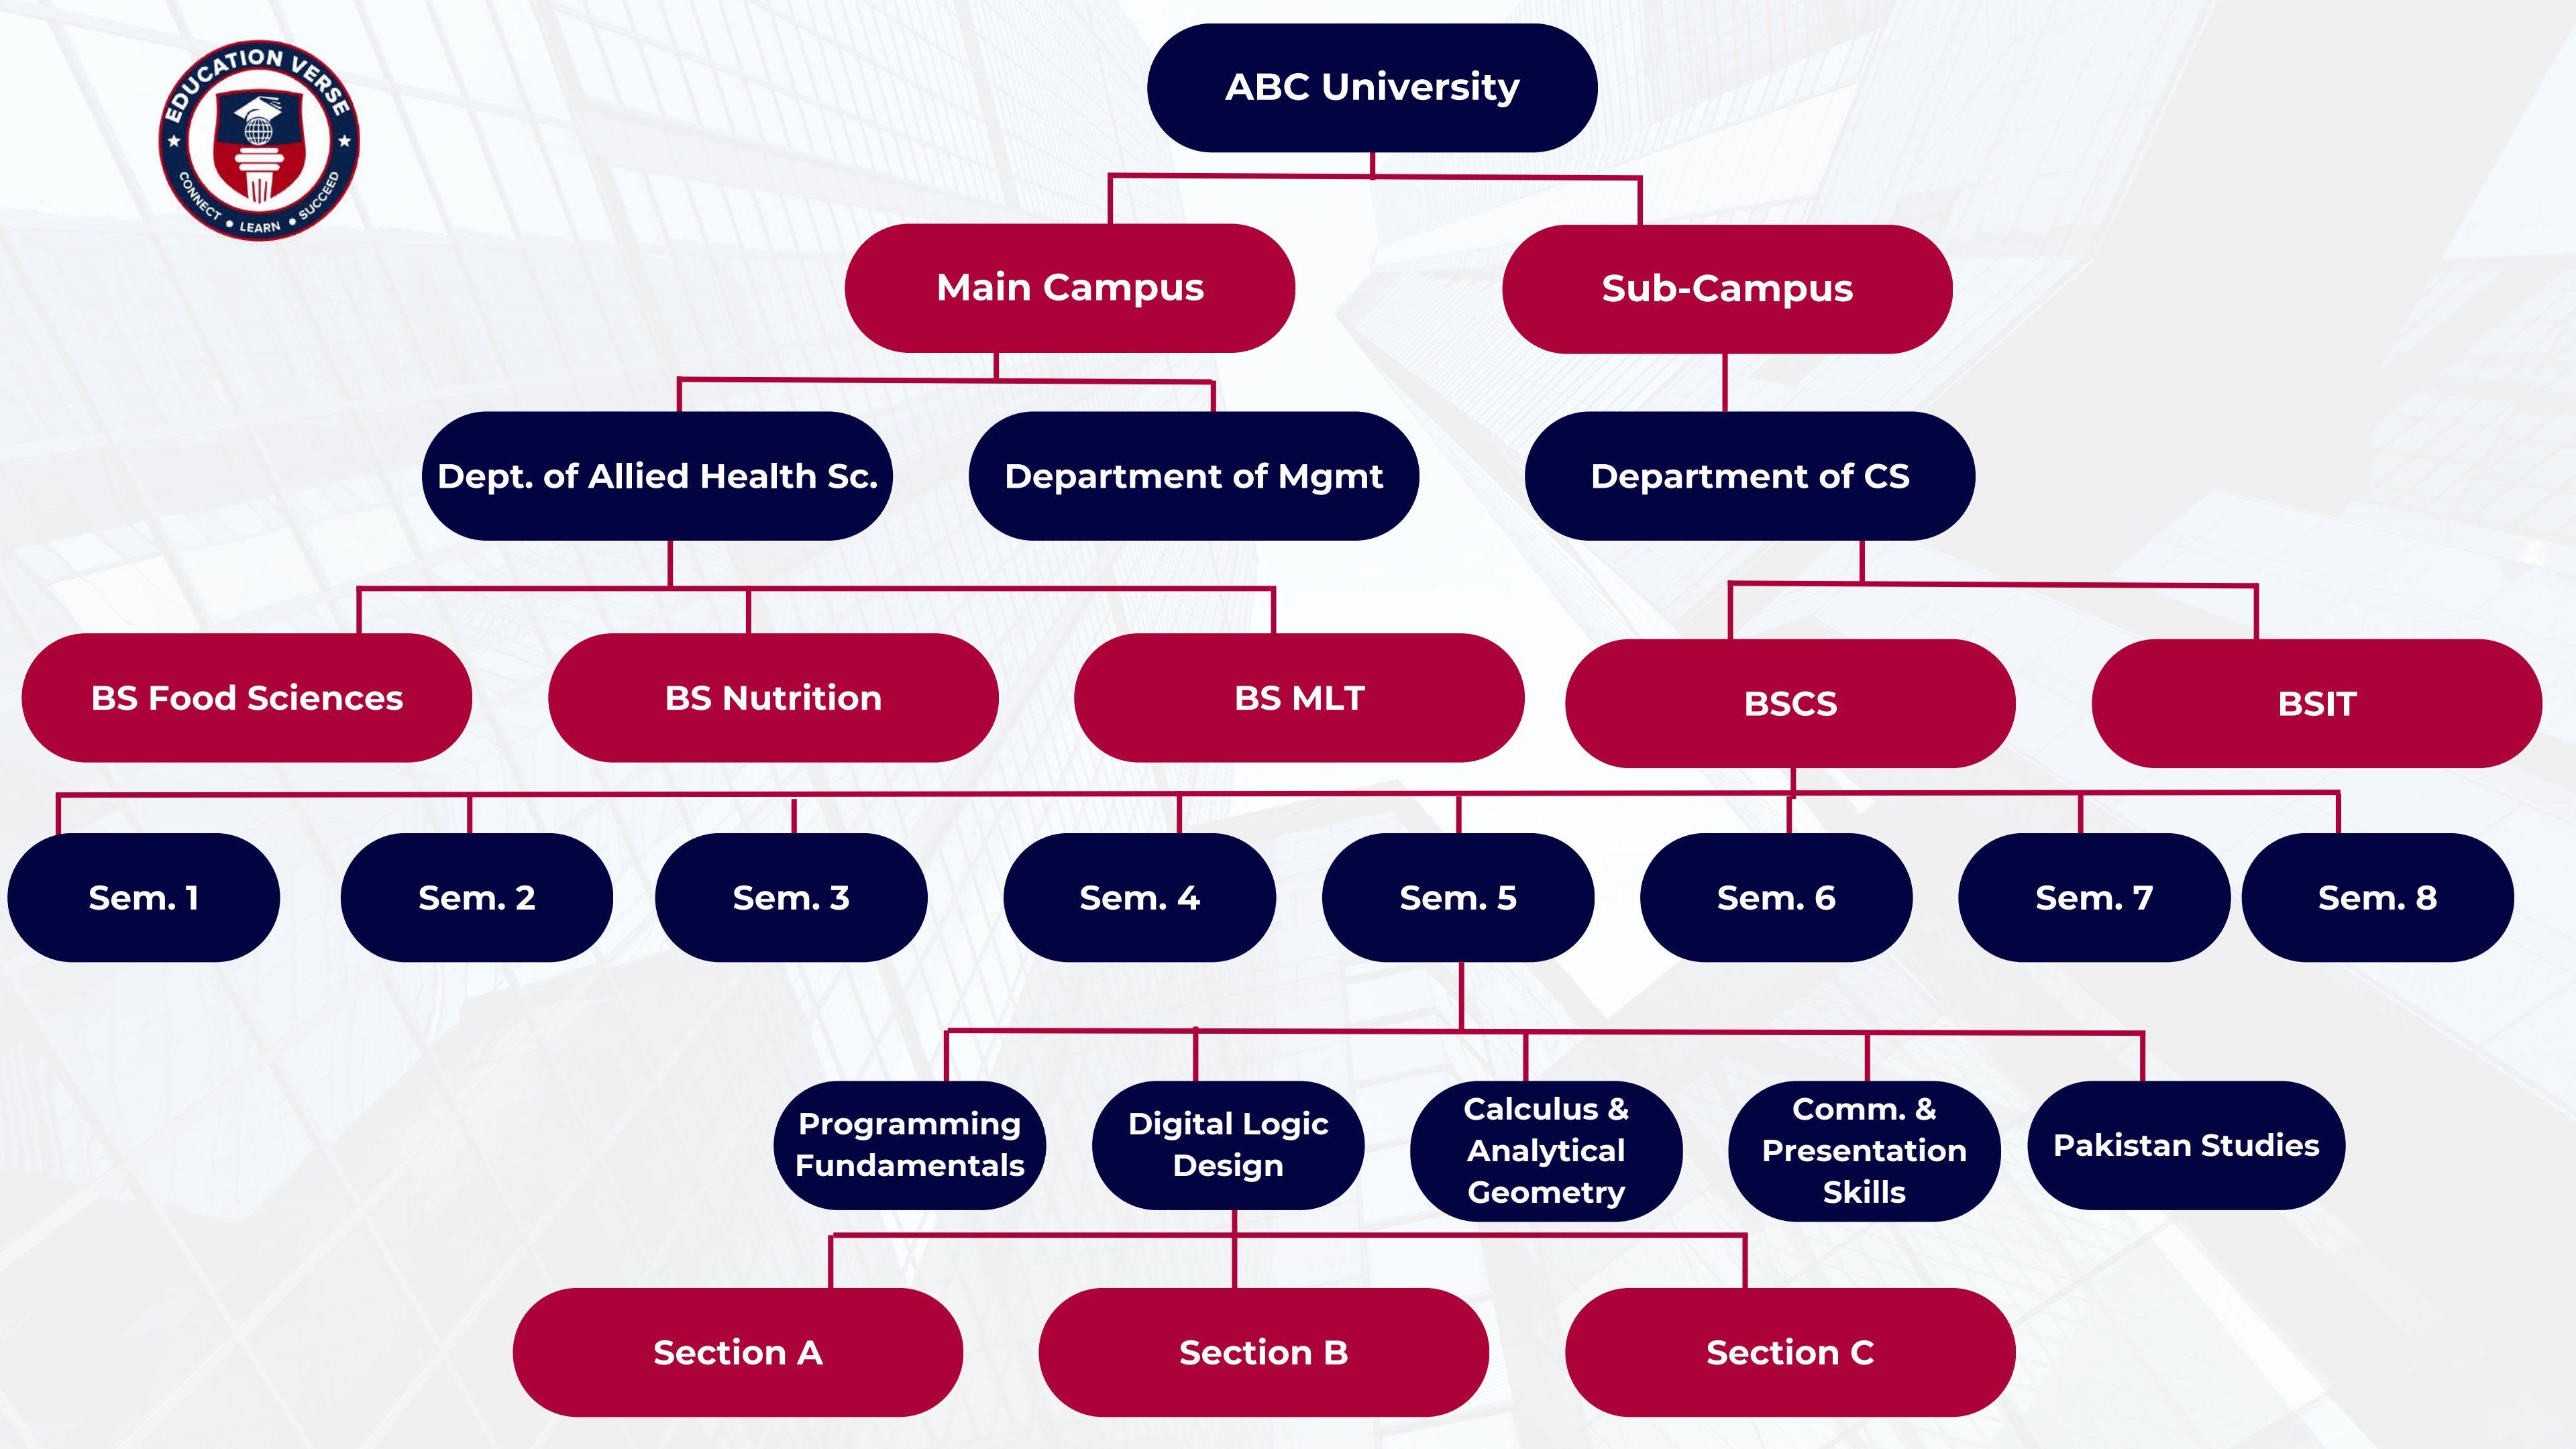 EDUCATION VERSE
CONNECT • LEARN • SUCCEED
ABC University
Main Campus
Sub-Campus
Dept. of Allied Health Sc.
Department of Mgmt
Department of CS
BS Food Sciences
BS Nutrition
BS MLT
BSCS
BSIT
Sem. 1
Sem. 2
Sem. 3
Sem. 4
Sem. 5
Sem. 6
Sem. 7
Sem. 8
Programming
Fundamentals
Digital Logic
Design
Calculus &
Analytical
Geometry
Comm. &
Presentation
Skills
Pakistan Studies
Section A
Section B
Section C